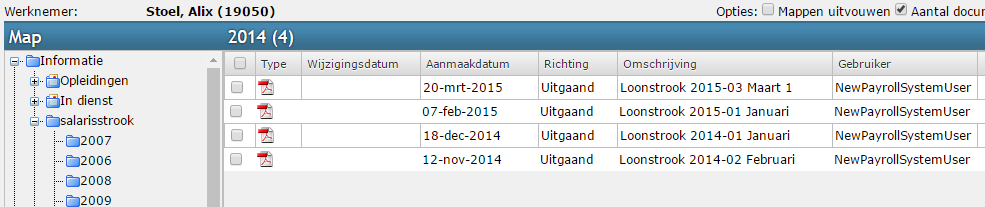 Werknemer: Stoel, Alix (19050) Opties: Mappen uitvouwen Aantal
Map 2014 (4)
Type Wijzigingsdatum Aanmaakdatum Richting Omschrijving Gebruiker
20-mrt-2015 Uitgaand Loonstrook 2015-03 Maart 1 NewPayrollSystemUser
07-feb-2015 Uitgaand Loonstrook 2015-01 Januari NewPayrollSystemUser
18-dec-2014 Uitgaand Loonstrook 2014-01 Januari NewPayrollSystemUser
12-nov-2014 Uitgaand Loonstrook 2014-02 Februari NewPayrollSystemUser
Informatie
Opleidingen
In dienst
salarisstrook
2007
2006
2008
2009